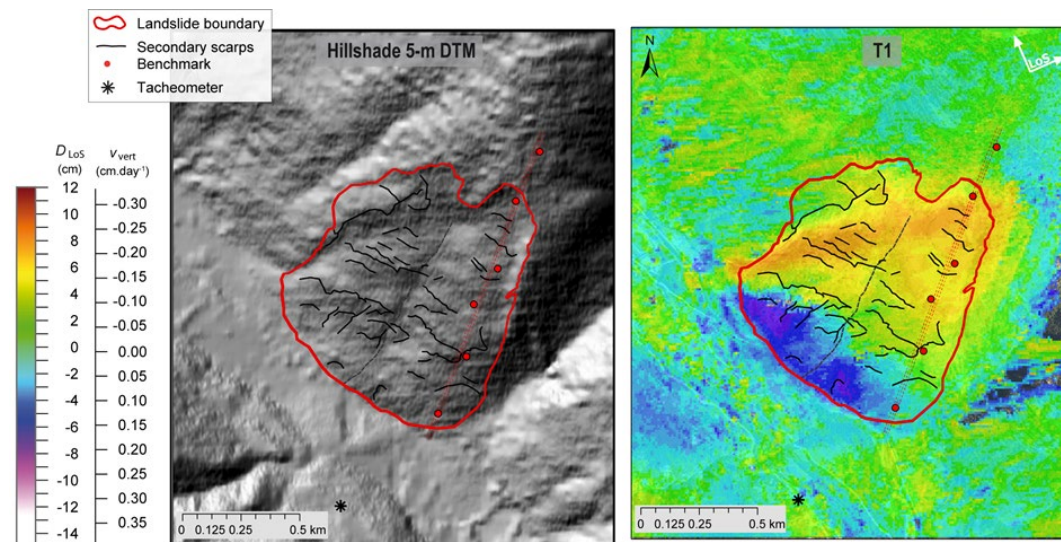 Landslide boundary
Secondary scarps
Benchmark
Tacheometer
Hillshade 5-m DTM
T1
N
LoS
D LoS
(cm)
v vert
(cm.day-1)
12
10
8
6
4
2
0
-2
-4
-6
-8
-10
-12
-14
-0.30
-0.25
-0.20
-0.15
-0.10
-0.05
0.00
0.05
0.10
0.15
0.20
0.25
0.30
0.35
0 0.125 0.25 0.5 km
0 0.125 0.25 0.5 km